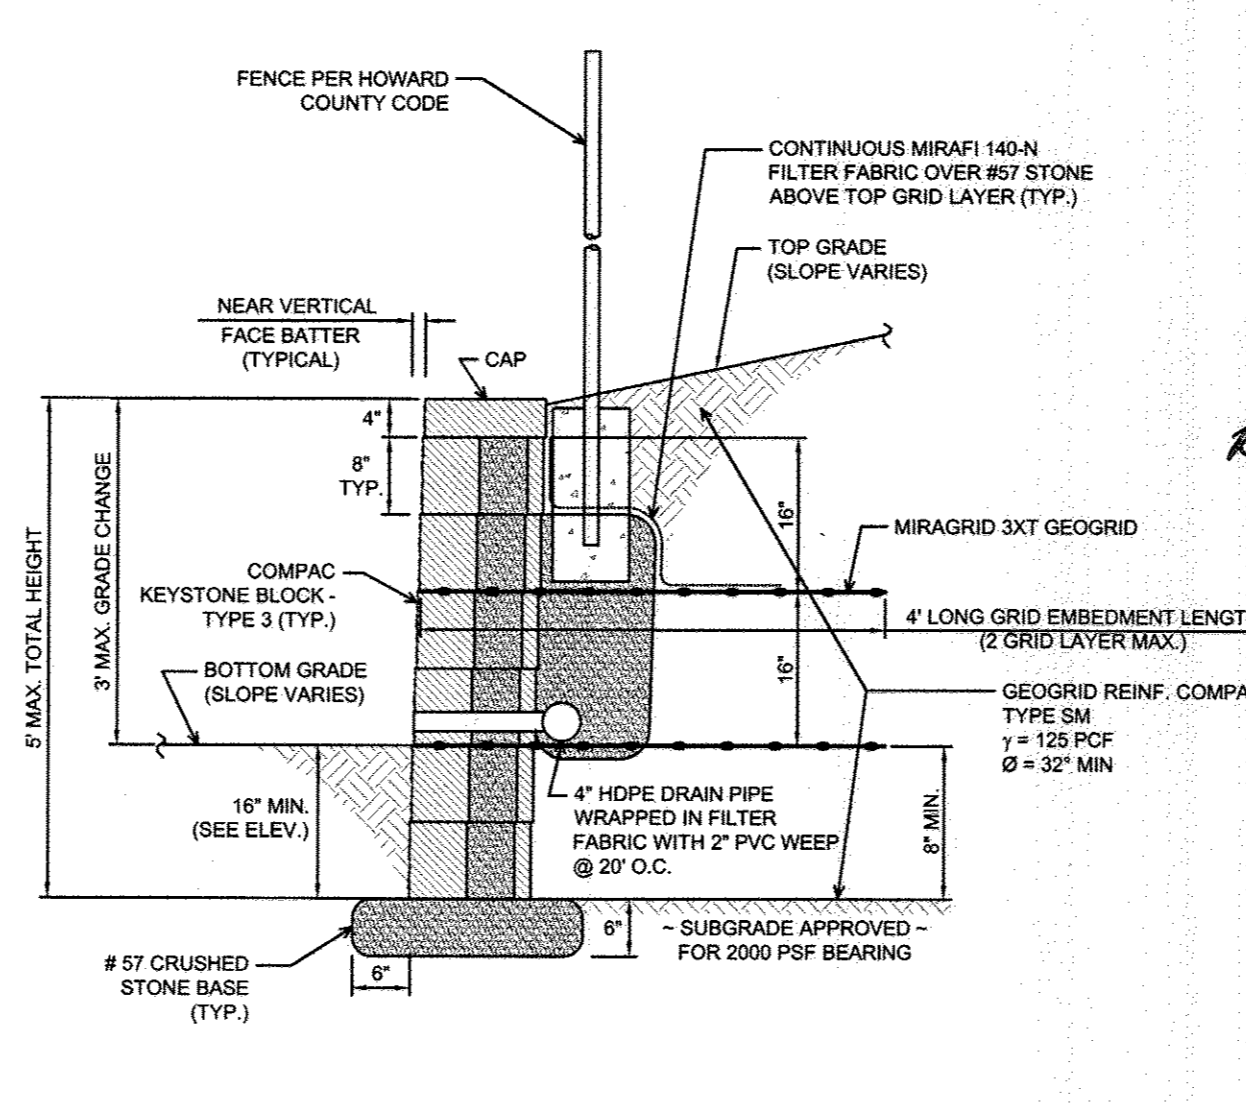 FENCE PER HOWARD
COUNTY CODE
CONTINUOUS MIRAFI 140-N
FILTER FABRIC OVER #57 STONE
ABOVE TOP GRID LAYER (TYP.)
TOP GRADE
(SLOPE VARIES)
NEAR VERTICAL
FACE BATTER
(TYPICAL)
CAP
4"
8"
TYP.
5' MAX. TOTAL HEIGHT
3' MAX. GRADE CHANGE
16"
MIRAGRID 3XT GEOGRID
COMPAC
KEYSTONE BLOCK -
TYPE 3 (TYP.)
4' LONG GRID EMBEDMENT LENGT
(2 GRID LAYER MAX.)
16"
BOTTOM GRADE
(SLOPE VARIES)
GEOGRID REINF. COMPA
TYPE SM
γ = 125 PCF
Ø = 32° MIN
16" MIN.
(SEE ELEV.)
4" HDPE DRAIN PIPE
WRAPPED IN FILTER
FABRIC WITH 2" PVC WEEP
@ 20' O.C.
8" MIN.
6"
~ SUBGRADE APPROVED ~
FOR 2000 PSF BEARING
# 57 CRUSHED
STONE BASE
(TYP.)
6"